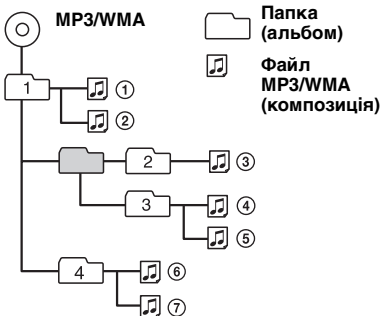 MP3/WMA
Папка
(альбом)
Файл
MP3/WMA
(композиція)
1
①
②
2
③
3
④
⑤
4
⑥
⑦